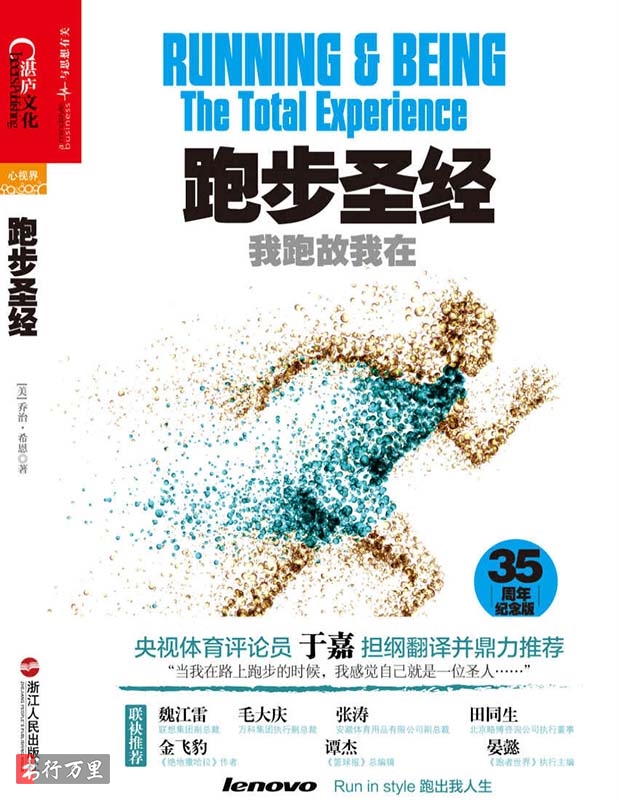 湛庐文化
Cheers Publishing
与思想有关
business
心视界
跑步圣经
[美]乔治·希恩◎著
浙江人民出版
ZHEJIANG PEOPLE'S PUBLISHING HOUSE
书行万里
RUNNING & BEING
The Total Experience
跑步圣经
我跑故我在
35
周年
纪念版
央视体育评论员 于嘉 担纲翻译并鼎力推荐
“当我在路上跑步的时候，我感觉自己就是一位圣人……”
联袂推荐
魏江雷 毛大庆 张涛 田同生
联想集团副总裁 万科集团执行副总裁 安踏体育用品有限公司副总裁 北京略博咨询公司执行董事
金飞豹 谭杰 晏懿
《绝地撒哈拉》作者 《篮球报》总编辑 《跑者世界》执行主编
lenovo Run in style 跑出我人生